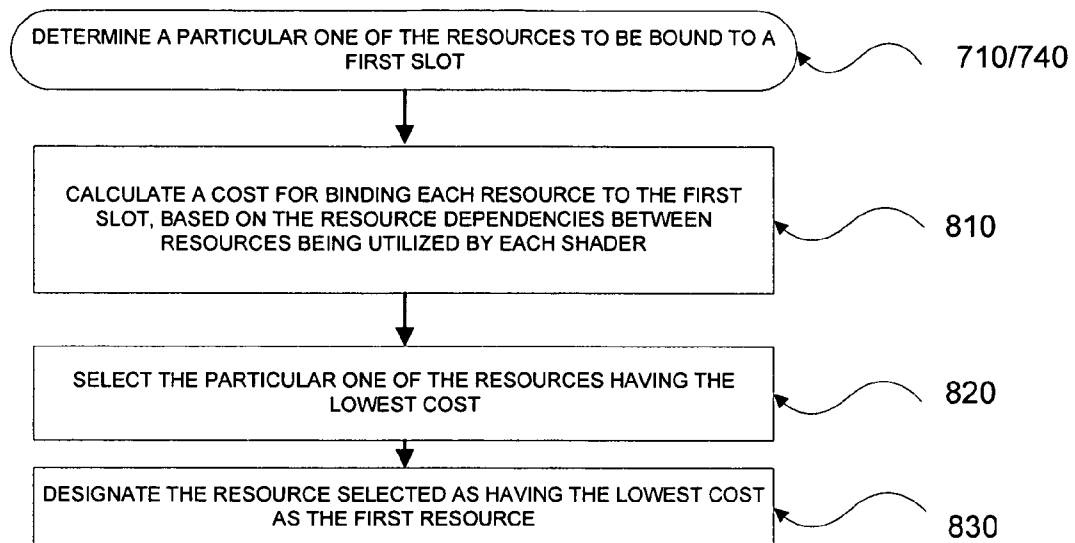 DETERMINE A PARTICULAR ONE OF THE RESOURCES TO BE BOUND TO A
FIRST SLOT
710/740
CALCULATE A COST FOR BINDING EACH RESOURCE TO THE FIRST
SLOT, BASED ON THE RESOURCE DEPENDENCIES BETWEEN
RESOURCES BEING UTILIZED BY EACH SHADER
810
SELECT THE PARTICULAR ONE OF THE RESOURCES HAVING THE
LOWEST COST
820
DESIGNATE THE RESOURCE SELECTED AS HAVING THE LOWEST COST
AS THE FIRST RESOURCE
830